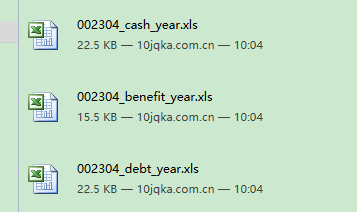 002304_cash_year.xls
22.5 KB — 10jqka.com.cn — 10:04
002304_benefit_year.xls
15.5 KB — 10jqka.com.cn — 10:04
002304_debt_year.xls
22.5 KB — 10jqka.com.cn — 10:04